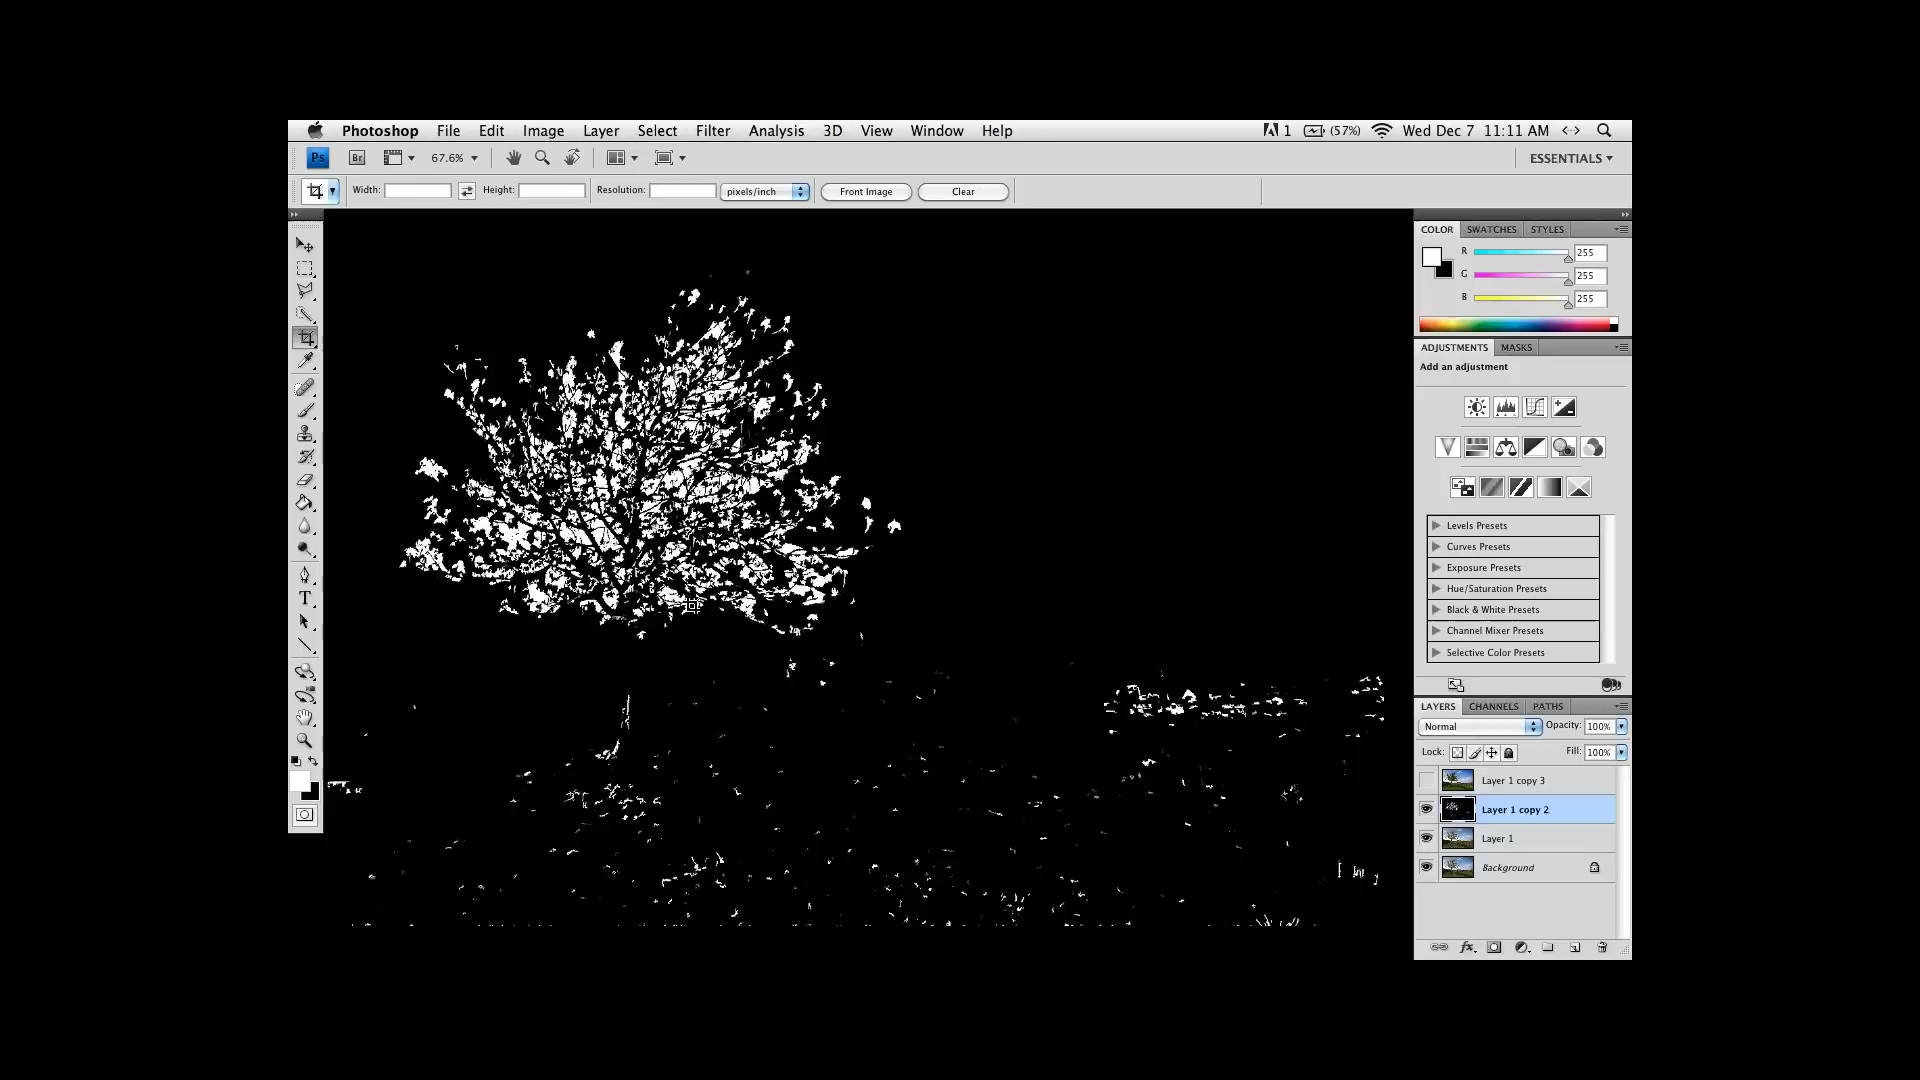 Photoshop File Edit Image Layer Select Filter Analysis 3D View Window Help 1 (57%) Wed Dec 7 11:11 AM
Ps Br 67.6% ESSENTIALS
Width: Height: Resolution: pixels/inch Front Image Clear
COLOR SWATCHES STYLES
R 255
G 255
B 255
ADJUSTMENTS MASKS
Add an adjustment
Levels Presets
Curves Presets
Exposure Presets
Hue/Saturation Presets
Black & White Presets
Channel Mixer Presets
Selective Color Presets
LAYERS CHANNELS PATHS
Normal Opacity: 100%
Lock: Fill: 100%
Layer 1 copy 3
Layer 1 copy 2
Layer 1
Background
fx
T